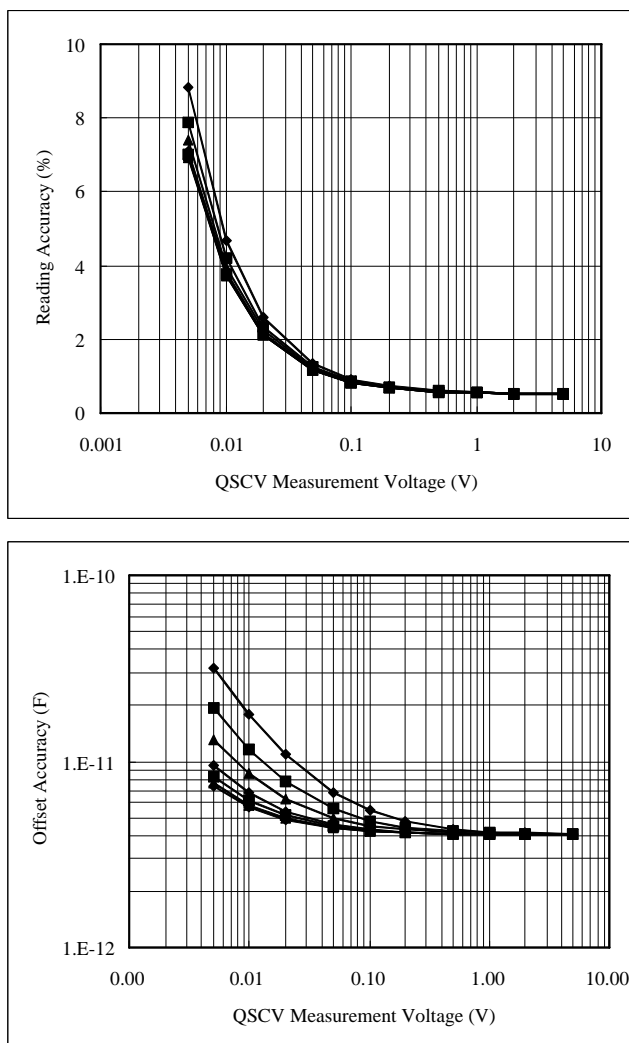 10
8
6
4
2
0
Reading Accuracy (%)
0.001 0.01 0.1 1 10
QSCV Measurement Voltage (V)
1.E-10
1.E-11
1.E-12
Offset Accuracy (F)
0.00 0.01 0.10 1.00 10.00
QSCV Measurement Voltage (V)